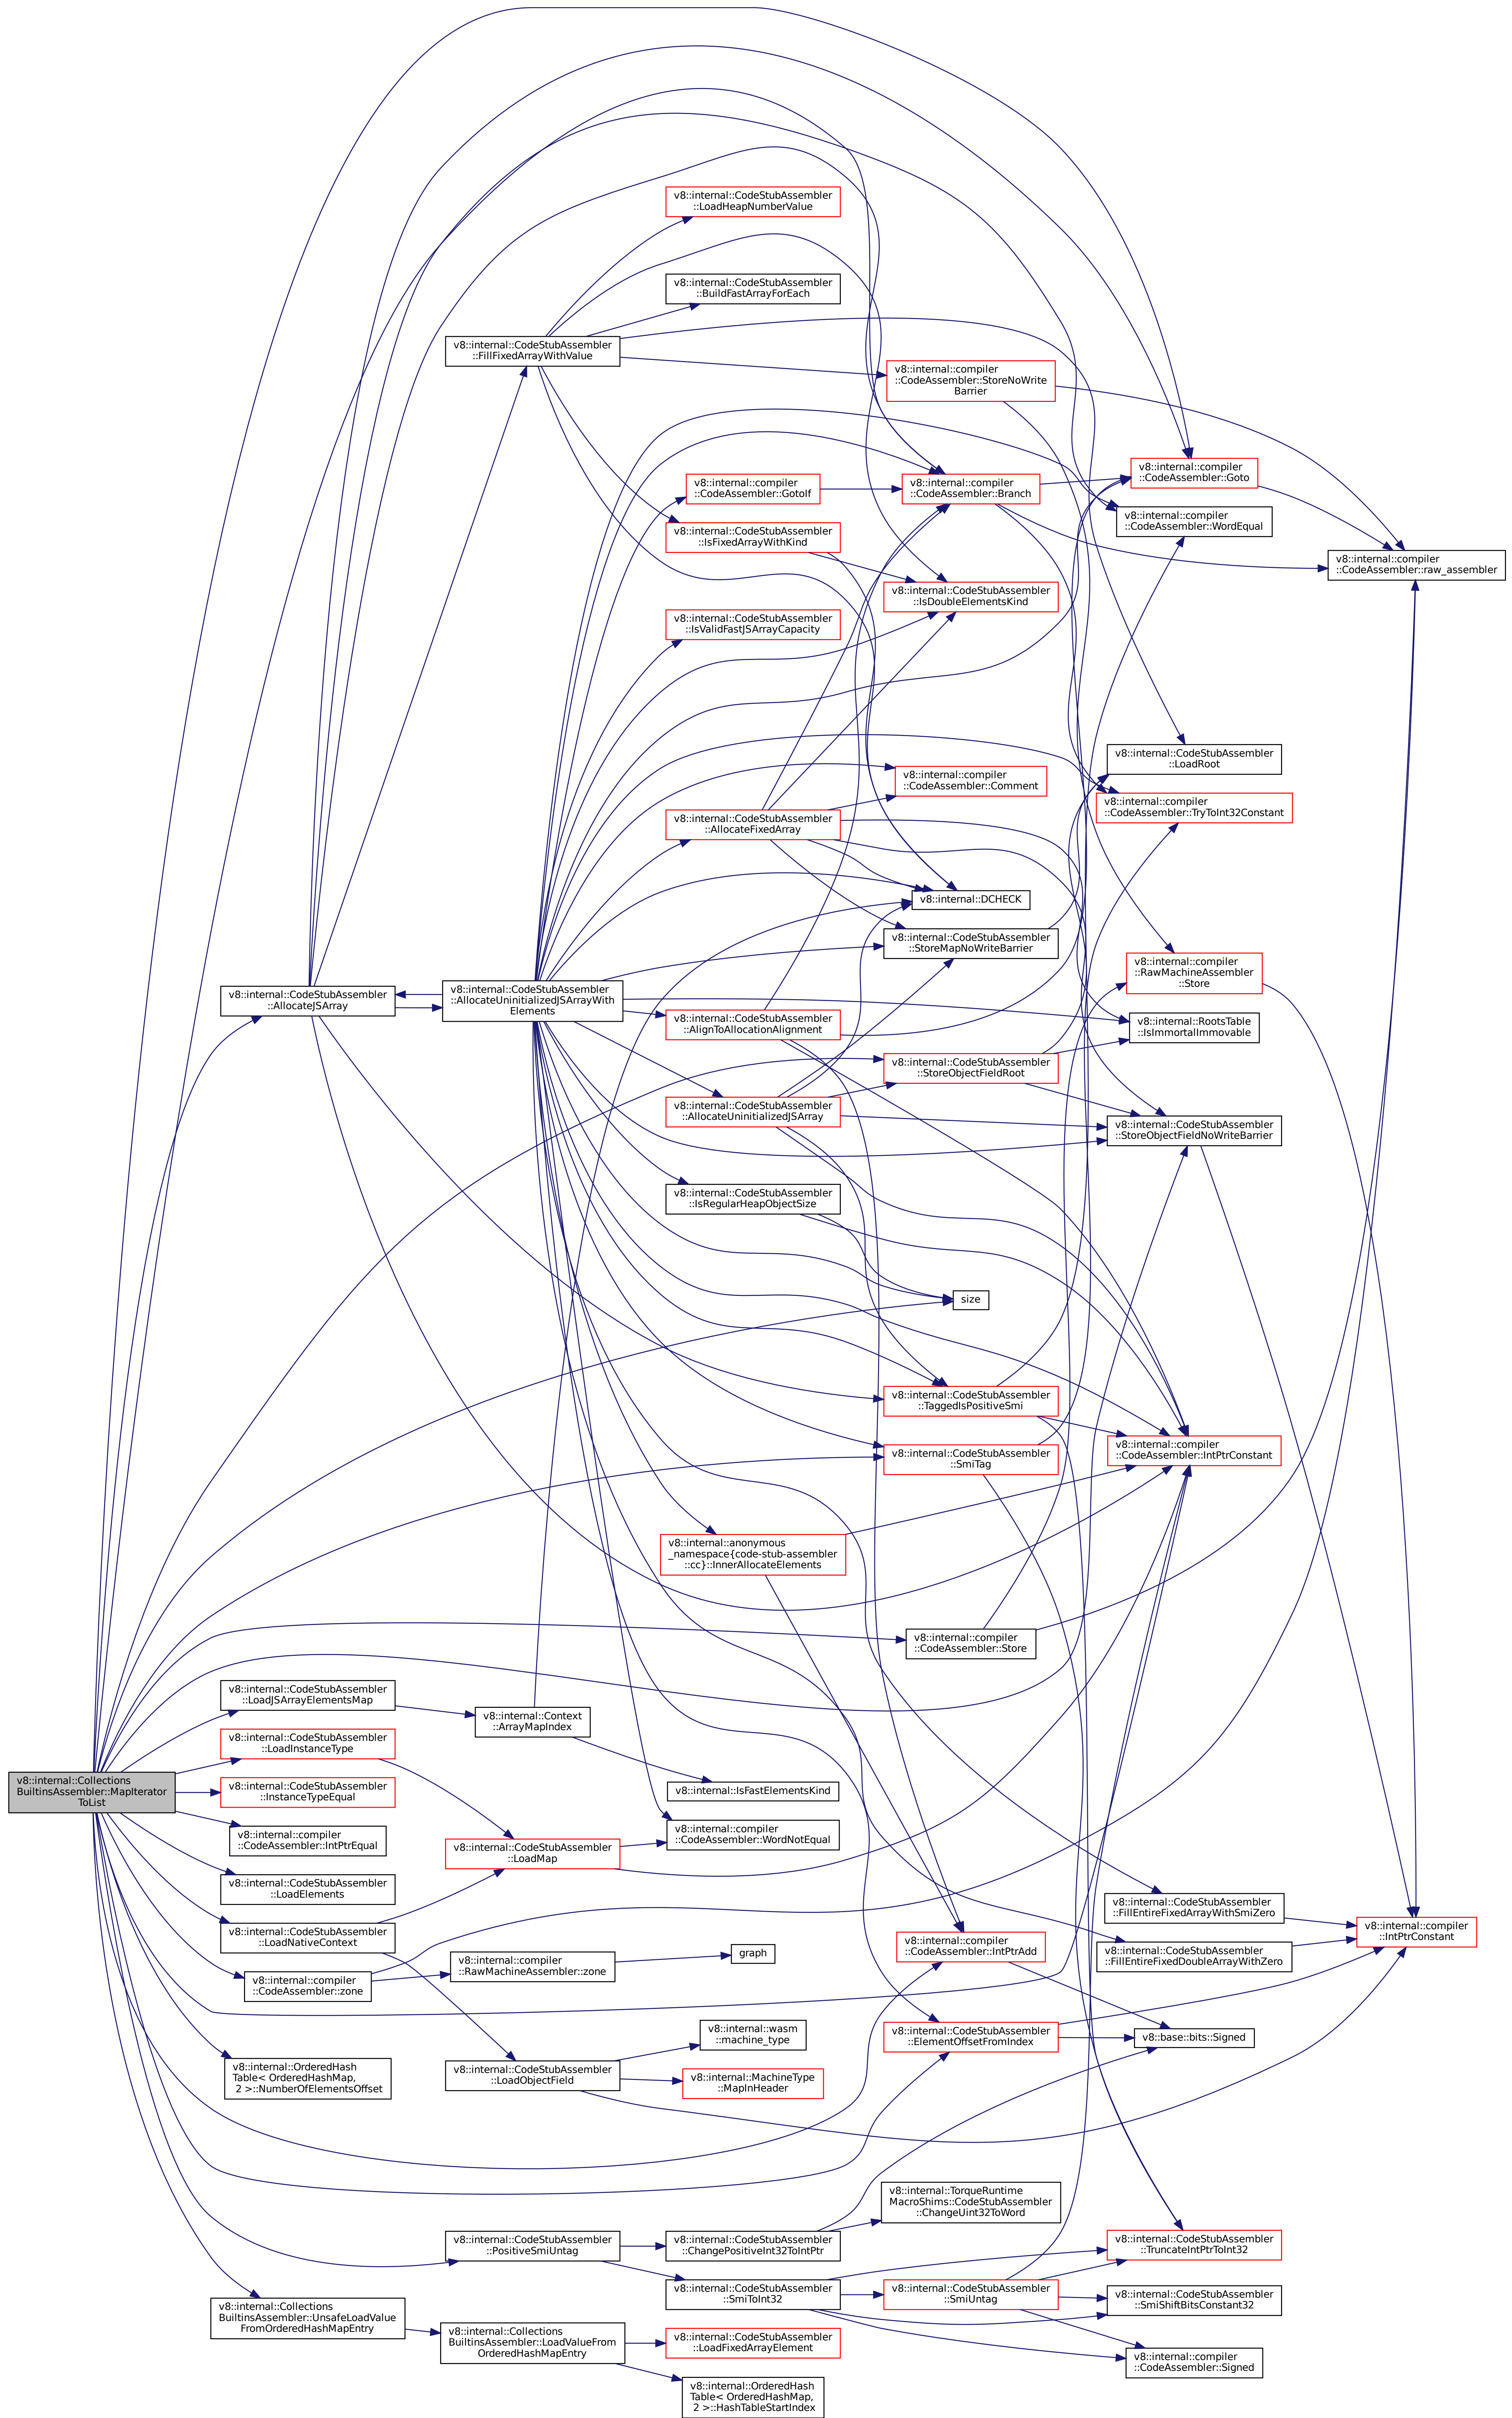 v8::internal::CodeStubAssembler
::LoadHeapNumberValue
v8::internal::CodeStubAssembler
::BuildFastArrayForEach
v8::internal::CodeStubAssembler
::FillFixedArrayWithValue
v8::internal::compiler
::CodeAssembler::StoreNoWrite
Barrier
v8::internal::compiler
::CodeAssembler::GotoIf
v8::internal::compiler
::CodeAssembler::Branch
v8::internal::compiler
::CodeAssembler::Goto
v8::internal::compiler
::CodeAssembler::WordEqual
v8::internal::CodeStubAssembler
::IsFixedArrayWithKind
v8::internal::compiler
::CodeAssembler::raw_assembler
v8::internal::CodeStubAssembler
::IsDoubleElementsKind
v8::internal::CodeStubAssembler
::IsValidFastJSArrayCapacity
v8::internal::CodeStubAssembler
::LoadRoot
v8::internal::compiler
::CodeAssembler::Comment
v8::internal::compiler
::CodeAssembler::TryToInt32Constant
v8::internal::CodeStubAssembler
::AllocateFixedArray
v8::internal::DCHECK
v8::internal::CodeStubAssembler
::StoreMapNoWriteBarrier
v8::internal::compiler
::RawMachineAssembler
::Store
v8::internal::CodeStubAssembler
::AllocateJSArray
v8::internal::CodeStubAssembler
::AllocateUninitializedJSArrayWith
Elements
v8::internal::CodeStubAssembler
::AlignToAllocationAlignment
v8::internal::RootsTable
::IsImmortalImmovable
v8::internal::CodeStubAssembler
::StoreObjectFieldRoot
v8::internal::CodeStubAssembler
::AllocateUninitializedJSArray
v8::internal::CodeStubAssembler
::StoreObjectFieldNoWriteBarrier
v8::internal::CodeStubAssembler
::IsRegularHeapObjectSize
size
v8::internal::CodeStubAssembler
::TaggedIsPositiveSmi
v8::internal::compiler
::CodeAssembler::IntPtrConstant
v8::internal::CodeStubAssembler
::SmiTag
v8::internal::anonymous
_namespace{code-stub-assembler
::cc}::InnerAllocateElements
v8::internal::compiler
::CodeAssembler::Store
v8::internal::CodeStubAssembler
::LoadJSArrayElementsMap
v8::internal::Context
::ArrayMapIndex
v8::internal::CodeStubAssembler
::LoadInstanceType
v8::internal::Collections
BuiltinsAssembler::MapIterator
ToList
v8::internal::CodeStubAssembler
::InstanceTypeEqual
v8::internal::IsFastElementsKind
v8::internal::compiler
::CodeAssembler::IntPtrEqual
v8::internal::compiler
::CodeAssembler::WordNotEqual
v8::internal::CodeStubAssembler
::LoadMap
v8::internal::CodeStubAssembler
::LoadElements
v8::internal::CodeStubAssembler
::FillEntireFixedArrayWithSmiZero
v8::internal::compiler
::IntPtrConstant
v8::internal::CodeStubAssembler
::LoadNativeContext
v8::internal::compiler
::CodeAssembler::IntPtrAdd
v8::internal::CodeStubAssembler
::FillEntireFixedDoubleArrayWithZero
graph
v8::internal::compiler
::RawMachineAssembler::zone
v8::internal::compiler
::CodeAssembler::zone
v8::internal::wasm
::machine_type
v8::internal::CodeStubAssembler
::ElementOffsetFromIndex
v8::base::bits::Signed
v8::internal::OrderedHash
Table< OrderedHashMap,
2 >::NumberOfElementsOffset
v8::internal::CodeStubAssembler
::LoadObjectField
v8::internal::MachineType
::MapInHeader
v8::internal::TorqueRuntime
MacroShims::CodeStubAssembler
::ChangeUint32ToWord
v8::internal::CodeStubAssembler
::PositiveSmiUntag
v8::internal::CodeStubAssembler
::ChangePositiveInt32ToIntPtr
v8::internal::CodeStubAssembler
::TruncateIntPtrToInt32
v8::internal::CodeStubAssembler
::SmiToInt32
v8::internal::CodeStubAssembler
::SmiUntag
v8::internal::CodeStubAssembler
::SmiShiftBitsConstant32
v8::internal::Collections
BuiltinsAssembler::UnsafeLoadValue
FromOrderedHashMapEntry
v8::internal::Collections
BuiltinsAssembler::LoadValueFrom
OrderedHashMapEntry
v8::internal::CodeStubAssembler
::LoadFixedArrayElement
v8::internal::compiler
::CodeAssembler::Signed
v8::internal::OrderedHash
Table< OrderedHashMap,
2 >::HashTableStartIndex